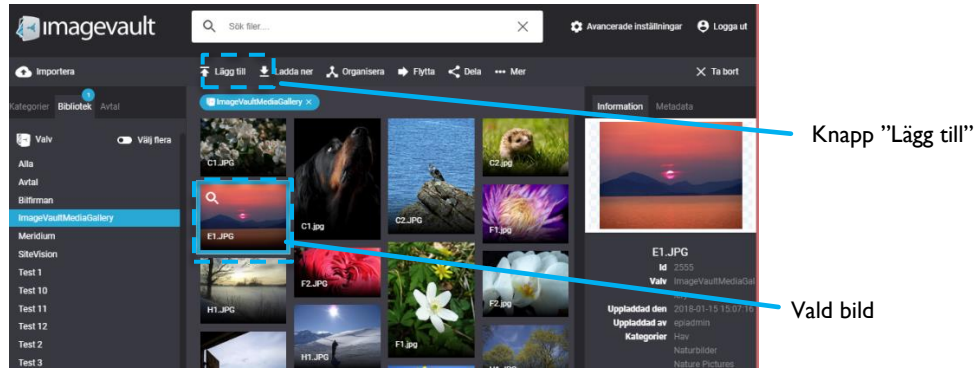 imagevault
Sök filer....
Avancerade inställningar
Logga ut
Importera
Lägg till
Ladda ner
Organisera
Flytta
Dela
Mer
Ta bort
Kategorier
Bibliotek
1
Avtal
ImageVaultMediaGallery
Information
Metadata
Knapp ”Lägg till”
Valv
Välj flera
Alla
Avtal
Bilfirman
ImageVaultMediaGallery
Meridium
SiteVision
Test 1
Test 10
Test 11
Test 12
Test 2
Test 3
C1.JPG
C1.jpg
C2.JPG
C2.jpg
E1.JPG
F1.jpg
F2.JPG
F2.jpg
H1.JPG
H1.JPG
F1.jpg
E1.JPG
Id 2555
Valv ImageVaultMediaGal
Uppladdad den 2018-01-15 15:07:16
Uppladdad av epiadmin
Kategorier Hav
Naturbilder
Nature Pictures
Vald bild